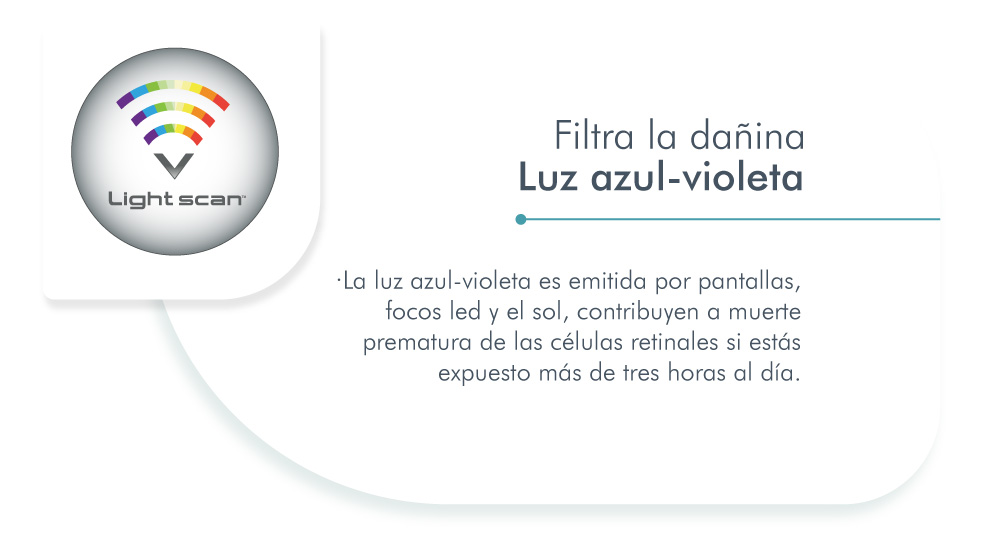 Light scan™
Filtra la dañina
Luz azul-violeta
·La luz azul-violeta es emitida por pantallas,
focos led y el sol, contribuyen a muerte
prematura de las células retinales si estás
expuesto más de tres horas al día.